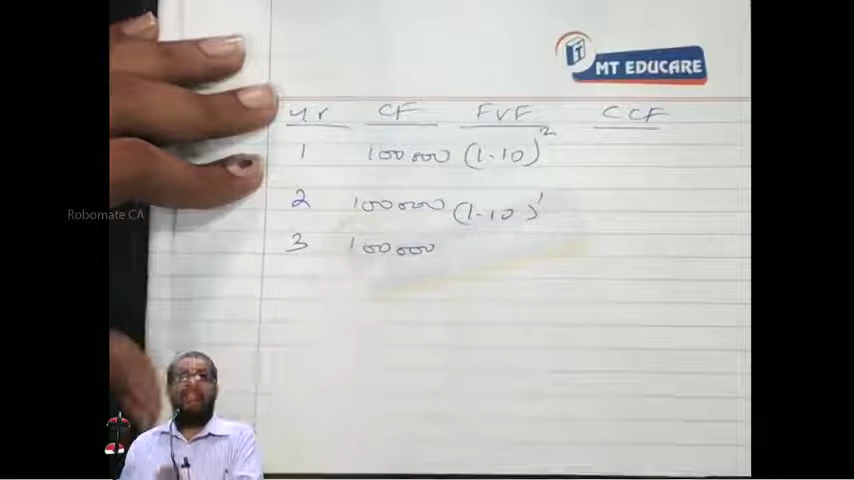 MT EDUCARE
yr CF FVF CCF
1 100000 (1.10)²
2 100000 (1.10)¹
3 100000
Robomate CA